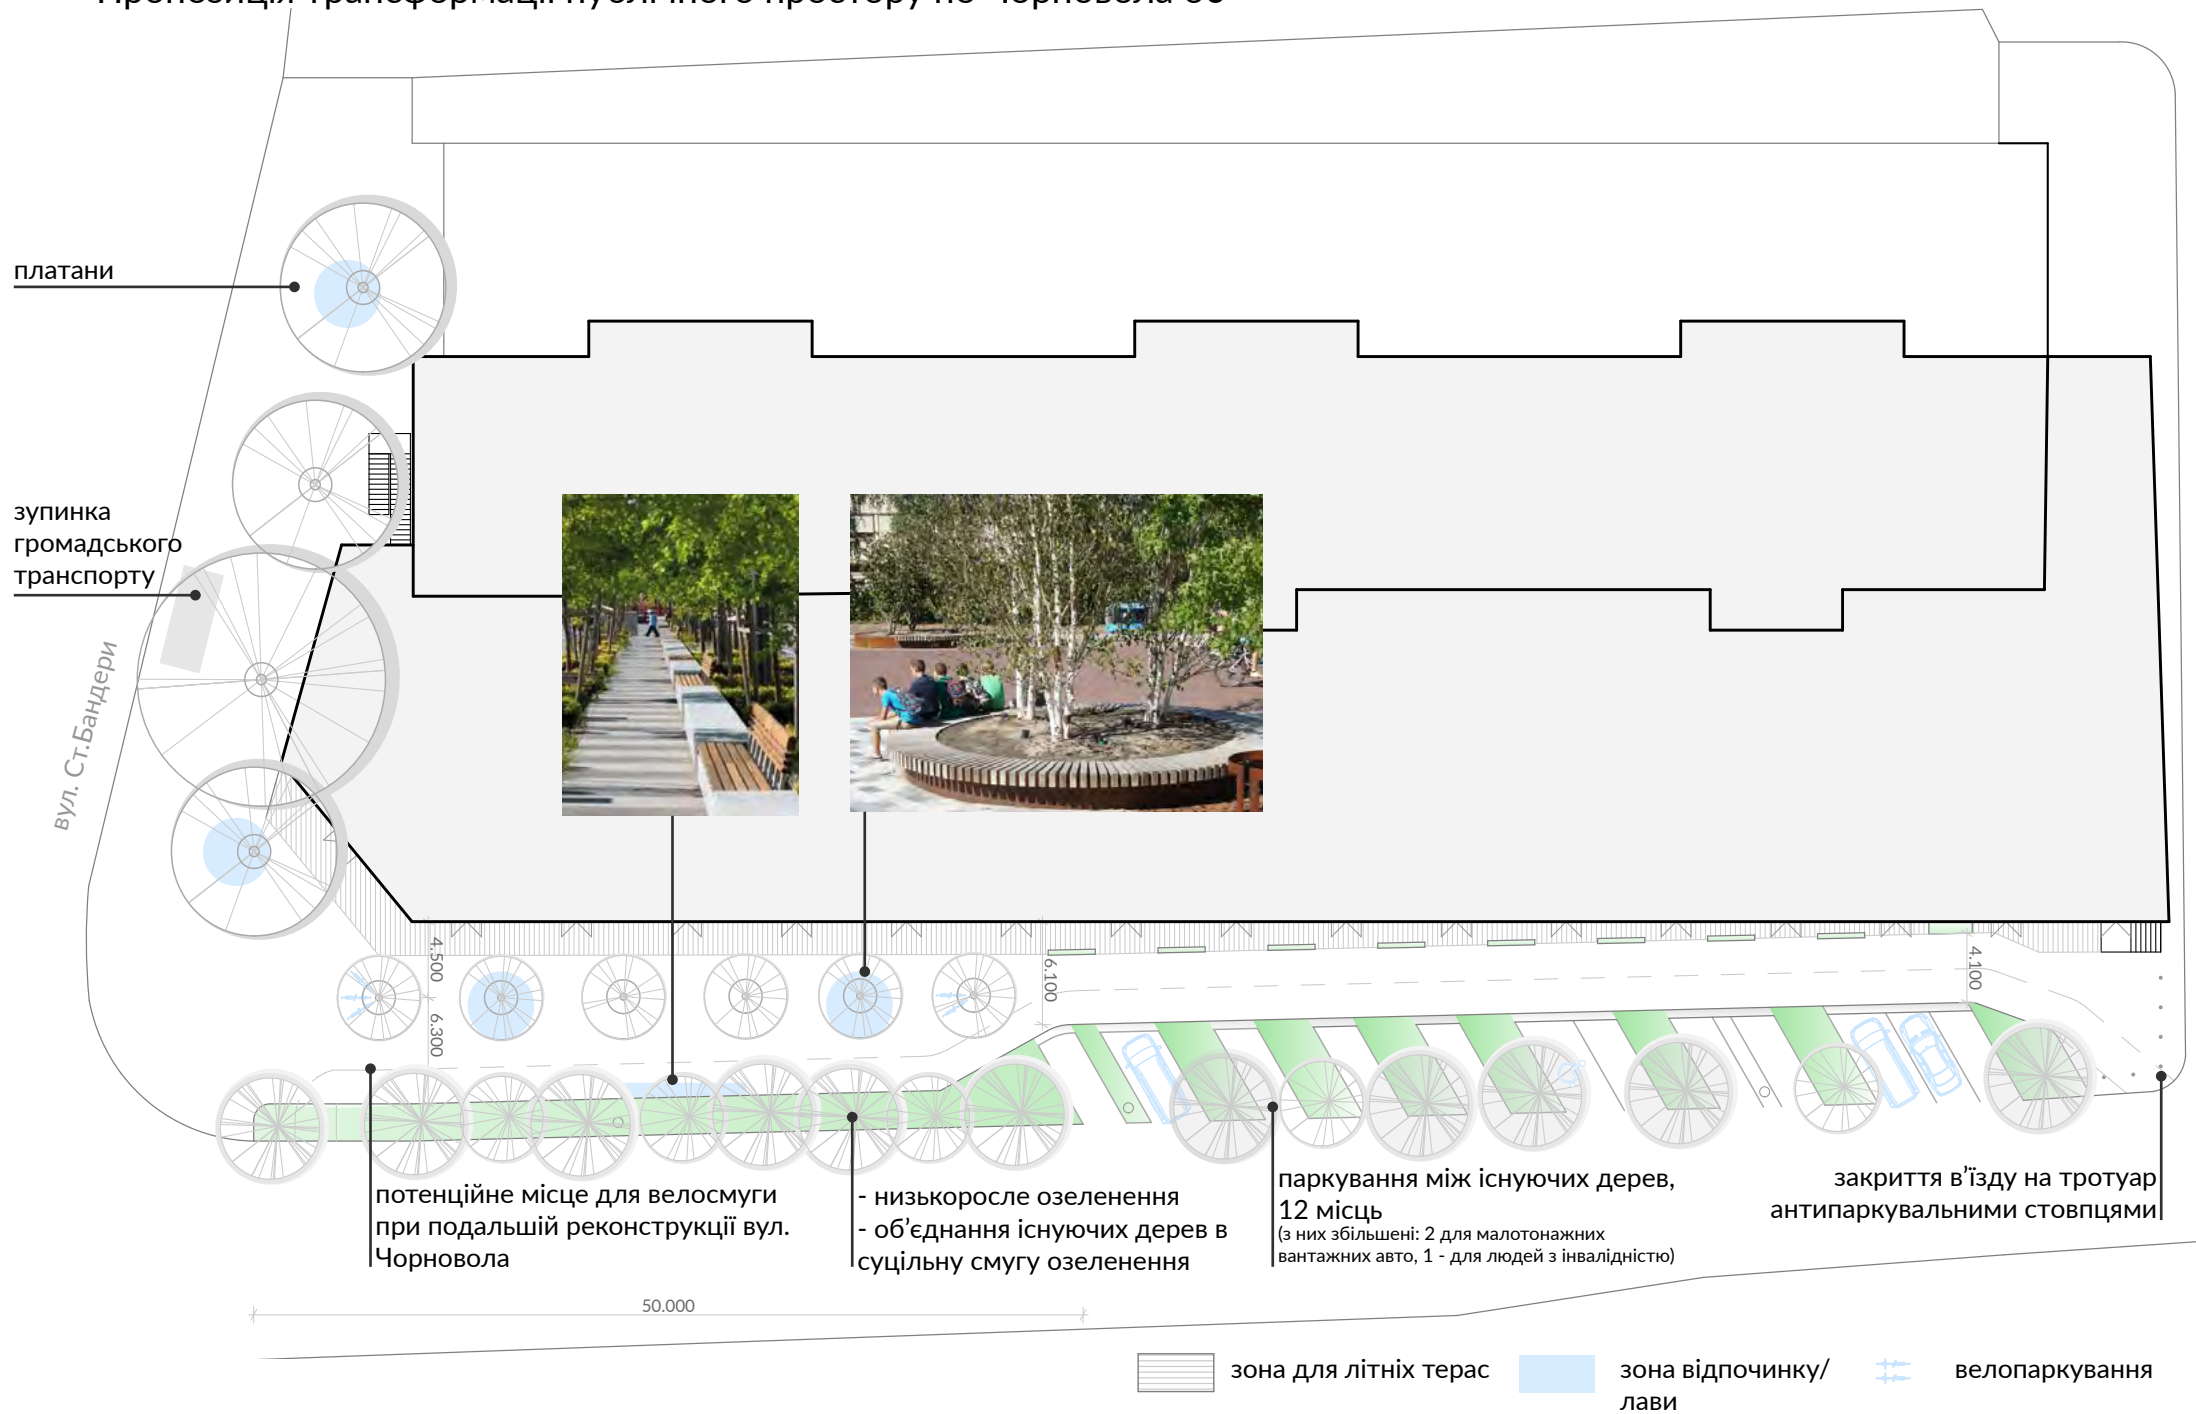 платани
зупинка
громадського
транспорту
вул. Ст.Бандери
4.500
6.300
6.100
4.100
потенційне місце для велосмуги
при подальшій реконструкції вул.
Чорновола
- низькоросле озеленення
- об’єднання існуючих дерев в
суцільну смугу озеленення
паркування між існуючих дерев,
12 місць
(з них збільшені: 2 для малотонажних
вантажних авто, 1 - для людей з інвалідністю)
закриття в’їзду на тротуар
антипаркувальними стовпцями
50.000
зона для літніх терас
зона відпочинку/
лави
велопаркування